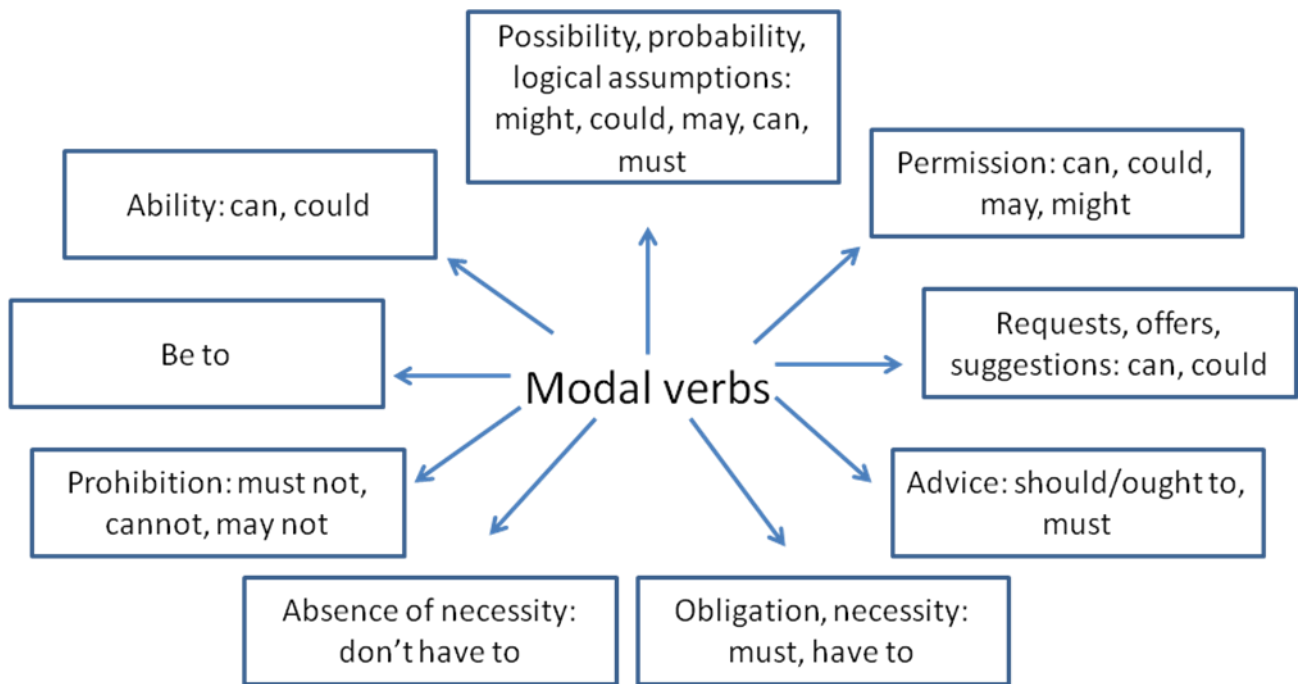 Possibility, probability,
logical assumptions:
might, could, may, can,
must
Permission: can, could,
may, might
Ability: can, could
Requests, offers,
suggestions: can, could
Be to
Modal verbs
Prohibition: must not,
cannot, may not
Advice: should/ought to,
must
Absence of necessity:
don’t have to
Obligation, necessity:
must, have to